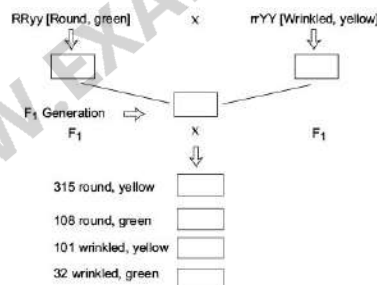 RRyy [Round, green] x rrYY [Wrinkled, yellow]
F₁ Generation
F₁ x F₁
315 round, yellow
108 round, green
101 wrinkled, yellow
32 wrinkled, green